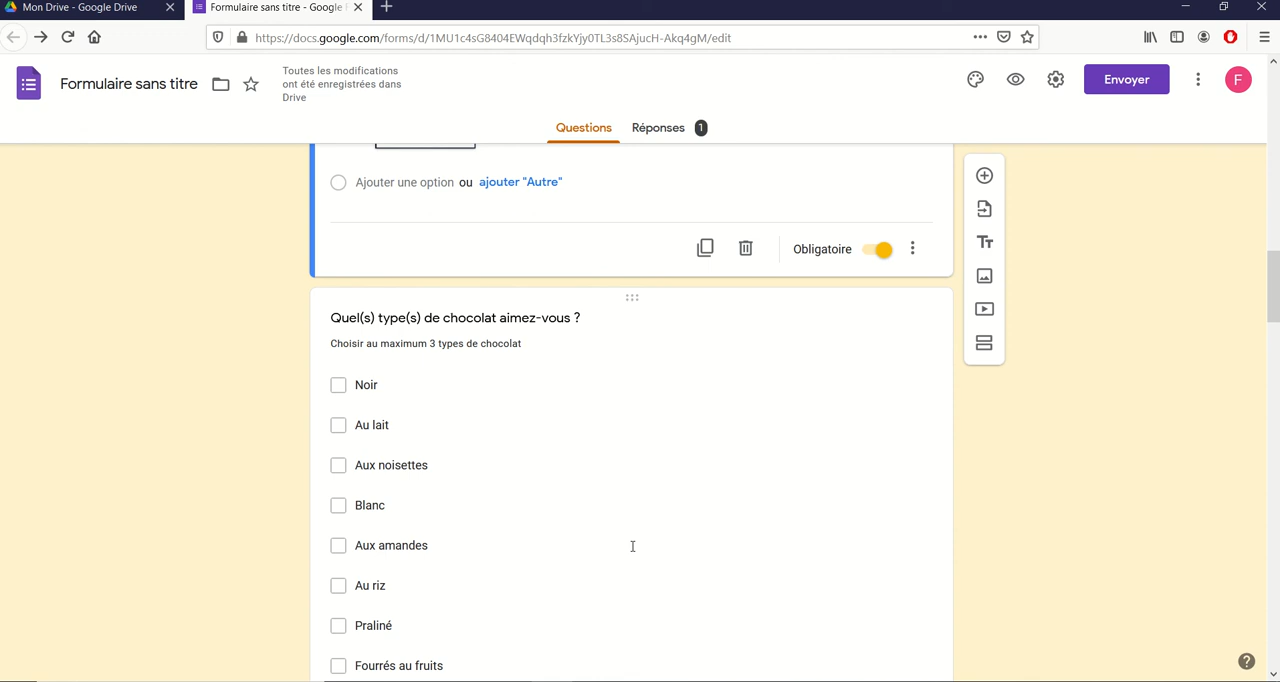 Mon Drive - Google Drive
Formulaire sans titre - Google F
https://docs.google.com/forms/d/1MU1c4sG8404EWqdqh3fzkYjy0TL3s8SAjucH-Akq4gM/edit
Formulaire sans titre
Toutes les modifications
ont été enregistrées dans
Drive
Envoyer
F
Questions
Réponses 1
Ajouter une option ou ajouter "Autre"
Obligatoire
Quel(s) type(s) de chocolat aimez-vous ?
Choisir au maximum 3 types de chocolat
Noir
Au lait
Aux noisettes
Blanc
Aux amandes
Au riz
Praliné
Fourrés au fruits